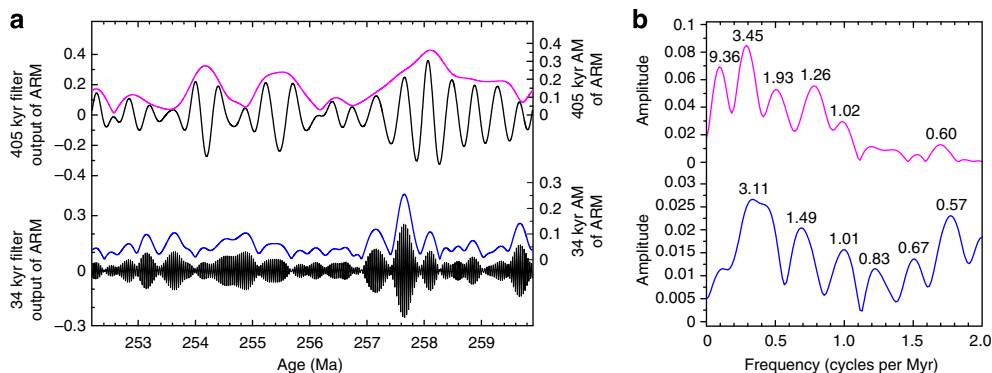 a
405 kyr filter
output of ARM
0.4
0.2
0
−0.2
−0.4
0.4
0.3
0.2
0.1
0
405 kyr AM
of ARM
34 kyr filter
output of ARM
0.3
0
−0.3
0.3
0.2
0.1
0
34 kyr AM
of ARM
253 254 255 256 257 258 259
Age (Ma)
b
Amplitude
0.1
0.08
0.06
0.04
0.02
0
9.36
3.45
1.93
1.26
1.02
0.60
Amplitude
0.03
0.025
0.02
0.015
0.01
0.005
0
3.11
1.49
1.01
0.83
0.67
0.57
0 0.5 1.0 1.5 2.0
Frequency (cycles per Myr)